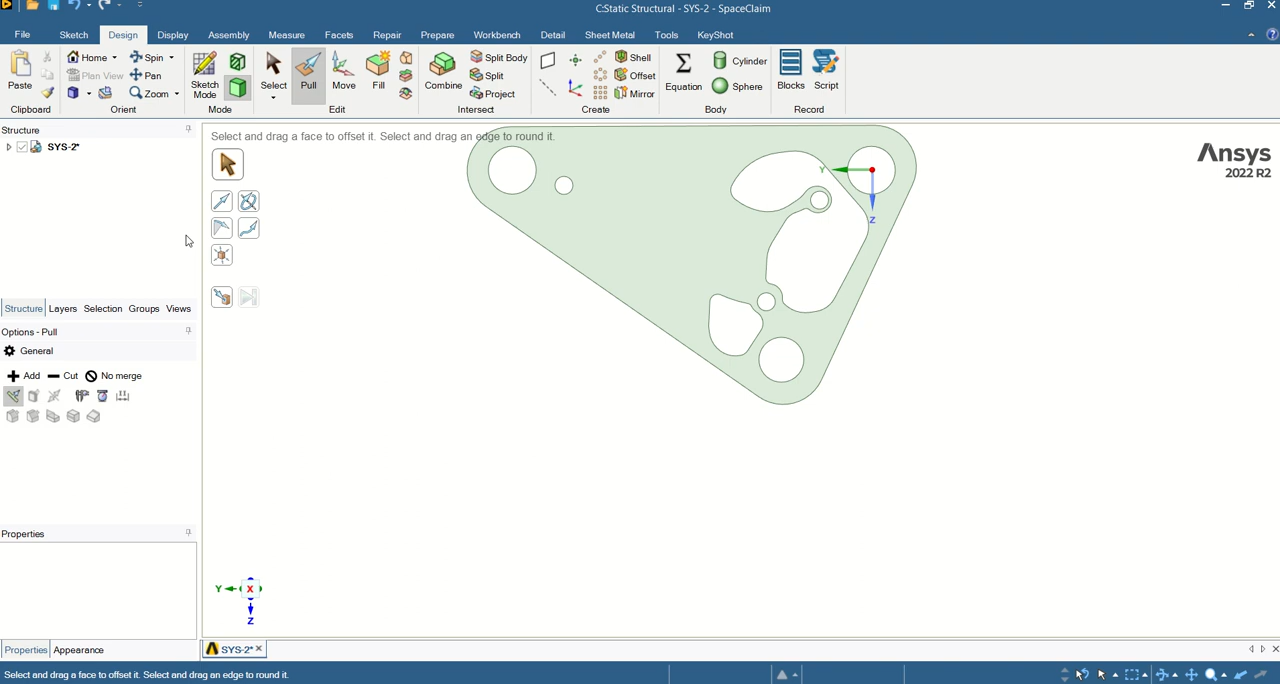 C:Static Structural - SYS-2 - SpaceClaim
File Sketch Design Display Assembly Measure Facets Repair Prepare Workbench Detail Sheet Metal Tools KeyShot
Home Spin Split Body Shell Cylinder
Plan View Pan Split Offset Sphere
Zoom Project Mirror
Paste Sketch Mode Select Pull Move Fill Combine Equation Blocks Script
Clipboard Orient Mode Edit Intersect Create Body Record
Structure
SYS-2*
Select and drag a face to offset it. Select and drag an edge to round it.
Ansys
2022 R2
Y
Z
Structure Layers Selection Groups Views
Options - Pull
General
Add Cut No merge
Properties
Y X
Z
Properties Appearance
SYS-2*
Select and drag a face to offset it. Select and drag an edge to round it.